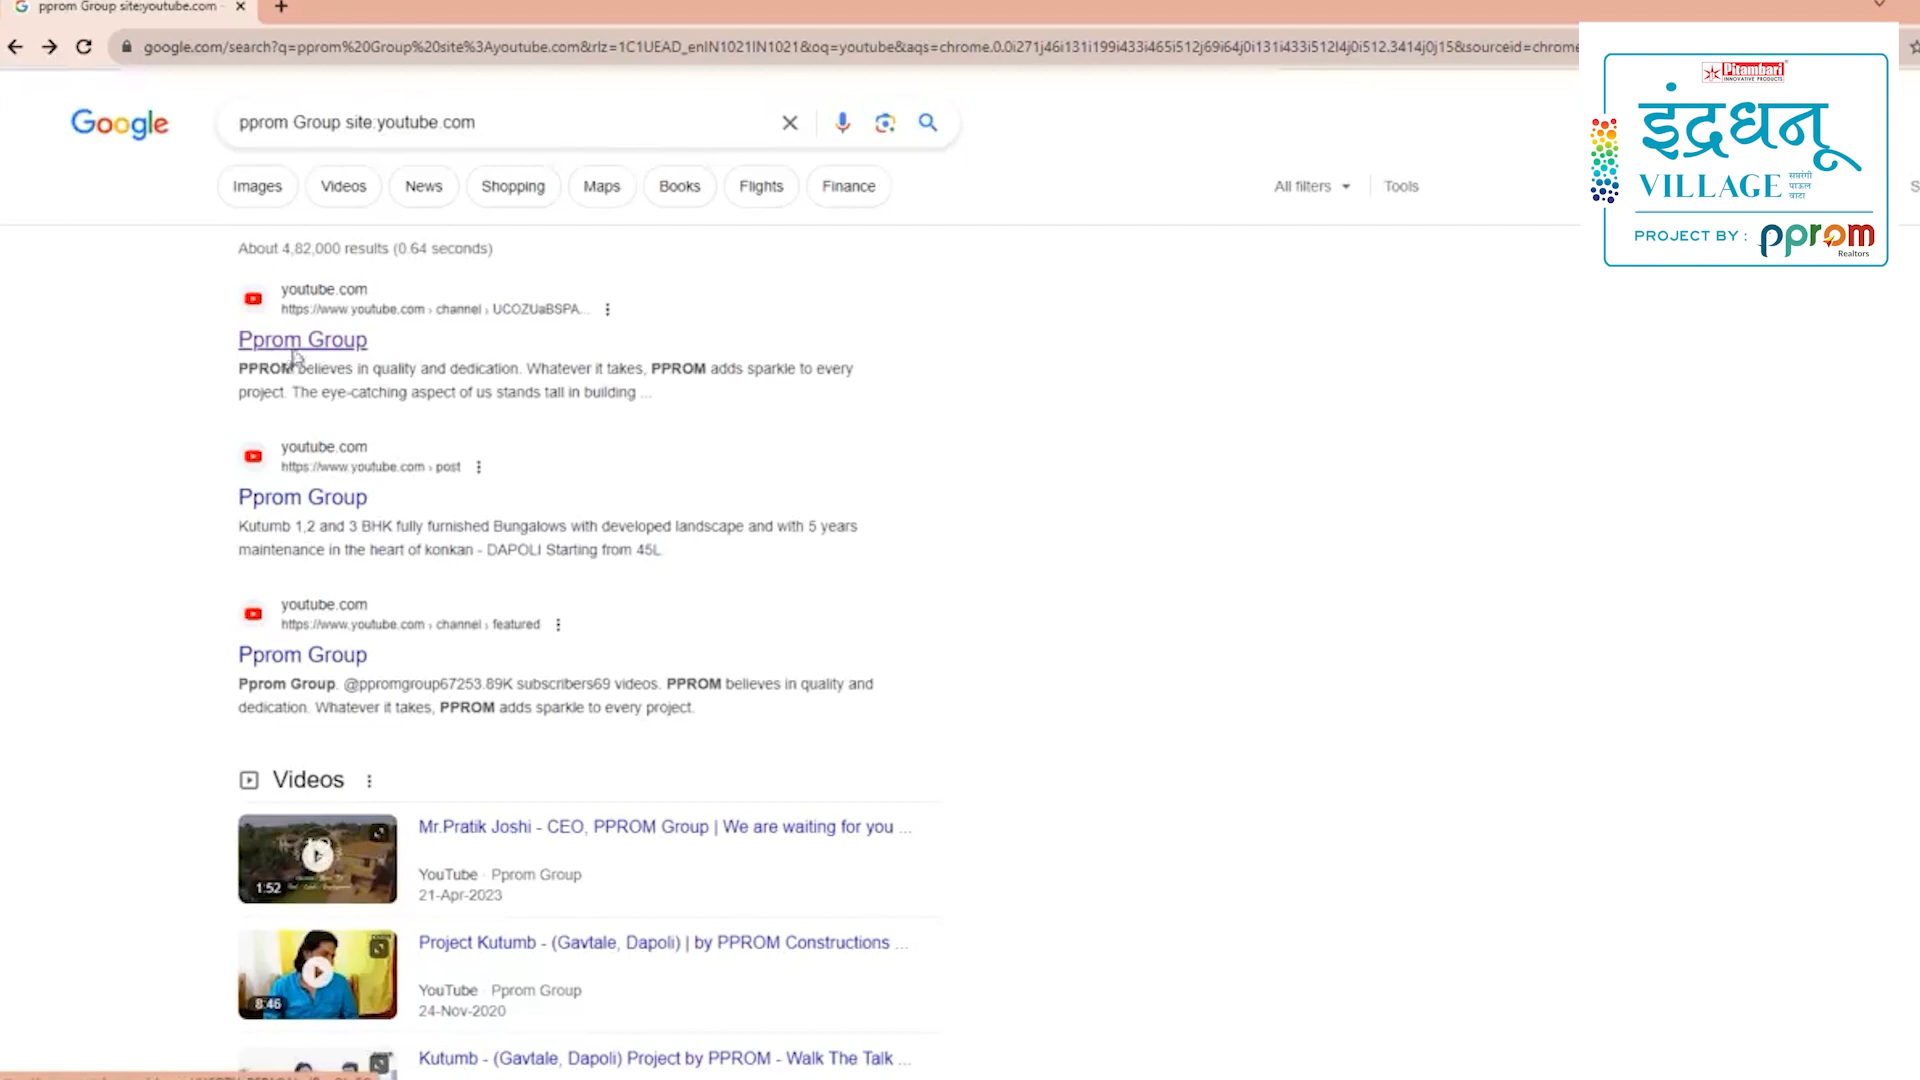 pprom Group site:youtube.com
google.com/search?q=pprom%20Group%20site%3Ayoutube.com&rlz=1C1UEAD_enIN1021IN1021&oq=youtube&aqs=chrome.0.0i271j46i131i199i433i465i512j69i64j0i131i433i512l4j0i512.3414j0j15&sourceid=chrome
Google
pprom Group site:youtube.com
Images
Videos
News
Shopping
Maps
Books
Flights
Finance
All filters
Tools
Pitambari
INNOVATIVE PRODUCTS
इंद्रधनू
VILLAGE
सप्तरंगी
पाऊल
वाटा
PROJECT BY :
pprom
Realtors
About 4,82,000 results (0.64 seconds)
youtube.com
https://www.youtube.com › channel › UCOZUaBSPA...
Pprom Group
PPROM believes in quality and dedication. Whatever it takes, PPROM adds sparkle to every
project. The eye-catching aspect of us stands tall in building ...
youtube.com
https://www.youtube.com › post
Pprom Group
Kutumb 1,2 and 3 BHK fully furnished Bungalows with developed landscape and with 5 years
maintenance in the heart of konkan - DAPOLI Starting from 45L.
youtube.com
https://www.youtube.com › channel › featured
Pprom Group
Pprom Group. @ppromgroup67253.89K subscribers69 videos. PPROM believes in quality and
dedication. Whatever it takes, PPROM adds sparkle to every project.
Videos
1:52
Mr.Pratik Joshi - CEO, PPROM Group | We are waiting for you ...
YouTube · Pprom Group
21-Apr-2023
8:46
Project Kutumb - (Gavtale, Dapoli) | by PPROM Constructions ...
YouTube · Pprom Group
24-Nov-2020
Kutumb - (Gavtale, Dapoli) Project by PPROM - Walk The Talk ...